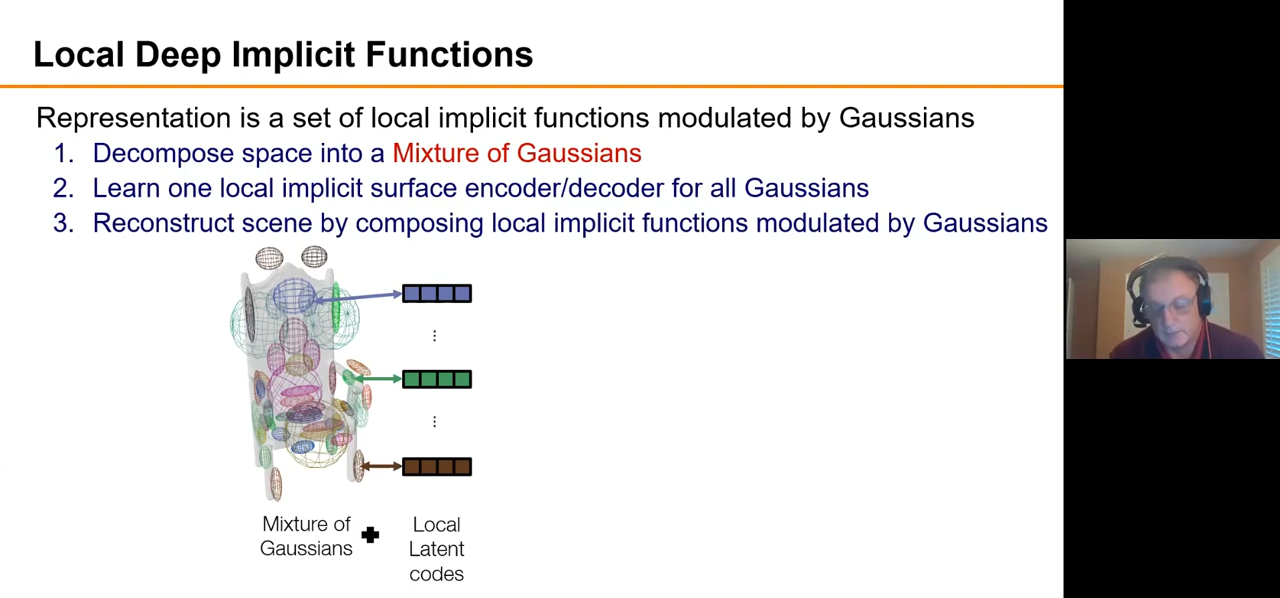 Local Deep Implicit Functions
Representation is a set of local implicit functions modulated by Gaussians
1. Decompose space into a Mixture of Gaussians
2. Learn one local implicit surface encoder/decoder for all Gaussians
3. Reconstruct scene by composing local implicit functions modulated by Gaussians
Mixture of
Gaussians
Local
Latent
codes